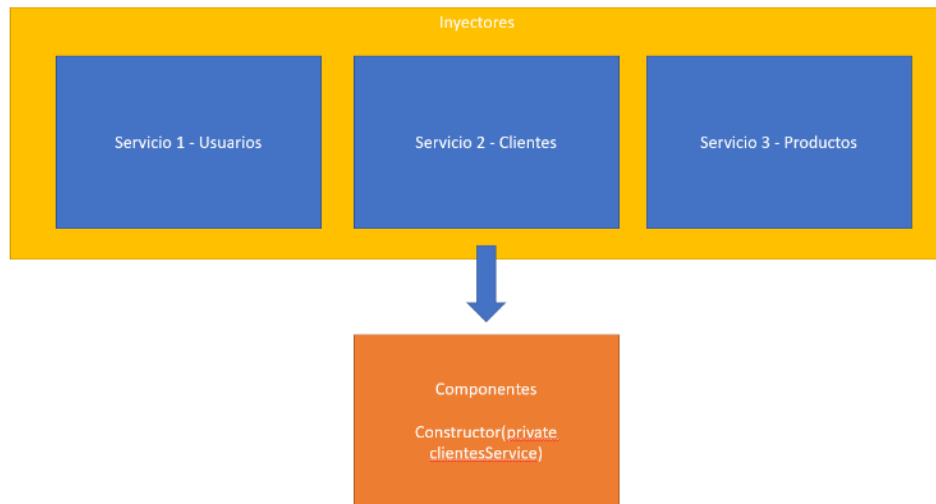 Inyectores
Servicio 1 - Usuarios
Servicio 2 - Clientes
Servicio 3 - Productos
Componentes
Constructor(private
clientesService)